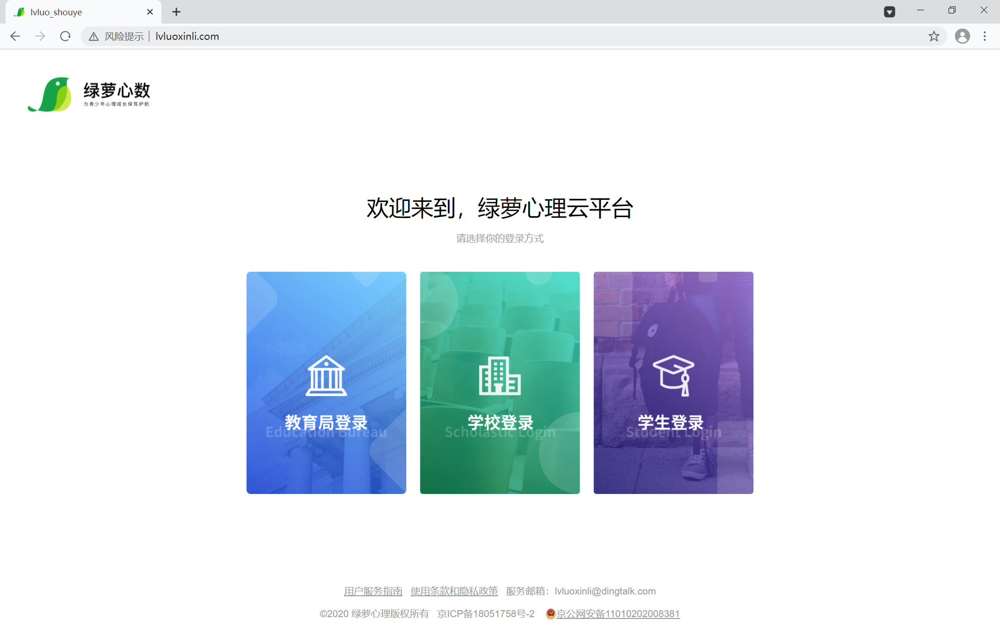 lvluo_shouye
风险提示 lvluoxinli.com
绿萝心数
为青少年心理成长保驾护航
欢迎来到，绿萝心理云平台
请选择你的登录方式
教育局登录
Education Bureau
学校登录
Scholastic Login
学生登录
Student Login
用户服务指南 使用条款和隐私政策 服务邮箱：lvluoxinli@dingtalk.com
©2020 绿萝心理版权所有 京ICP备18051758号-2 京公网安备11010202008381